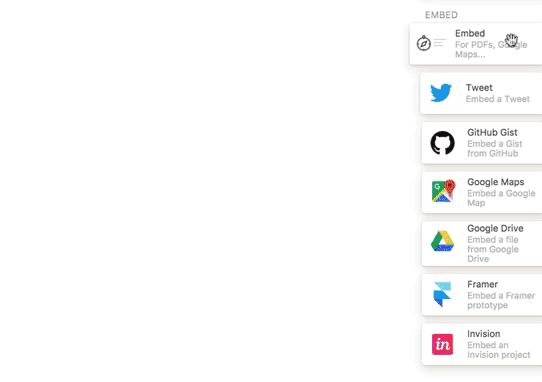 EMBED
Embed
For PDFs, Google
Maps...
Tweet
Embed a Tweet
GitHub Gist
Embed a Gist
from GitHub
Google Maps
Embed a Google
Map
Google Drive
Embed a file
from Google
Drive
Framer
Embed a Framer
prototype
in
Invision
Embed an
Invision project